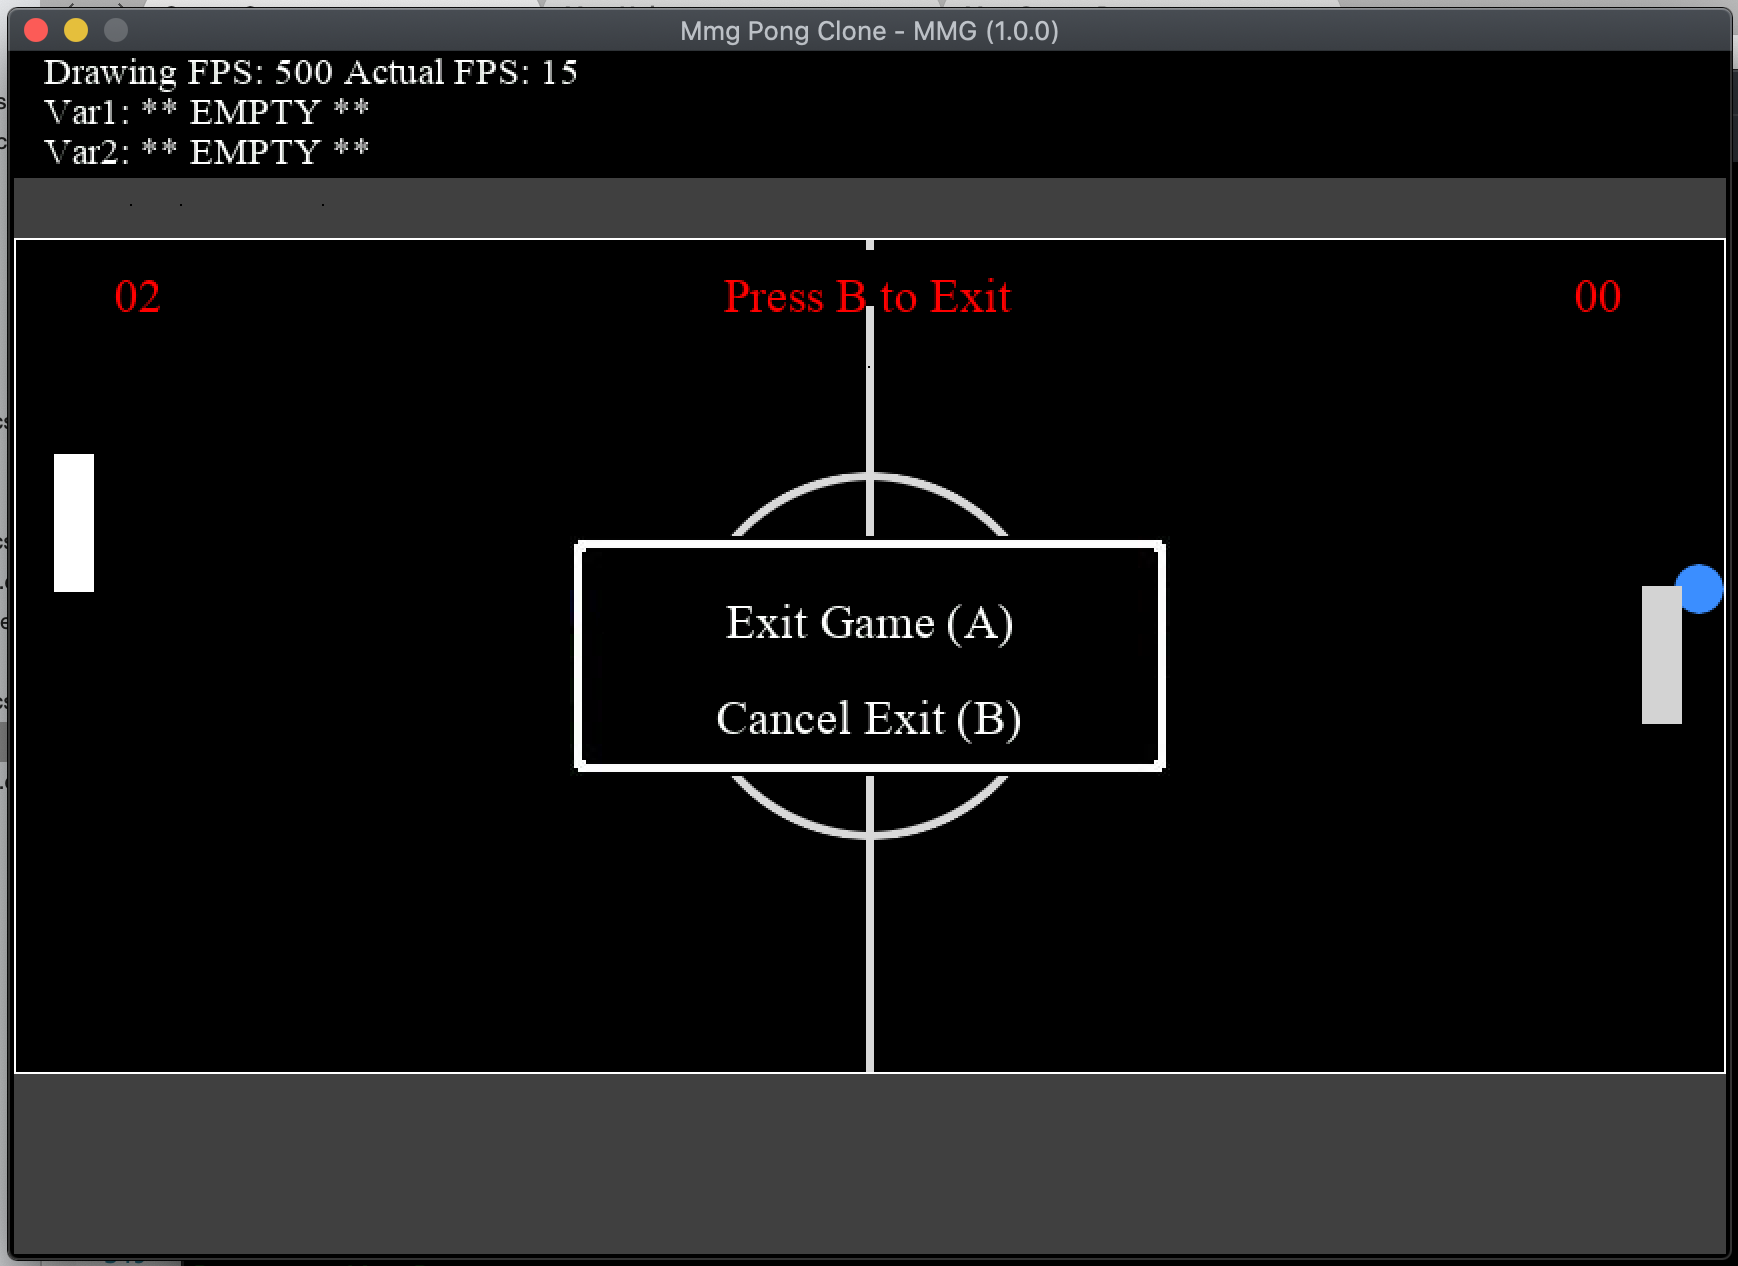 Mmg Pong Clone - MMG (1.0.0)
Drawing FPS: 500 Actual FPS: 15
Var1: ** EMPTY **
Var2: ** EMPTY **
02 Press B to Exit 00
Exit Game (A)
Cancel Exit (B)